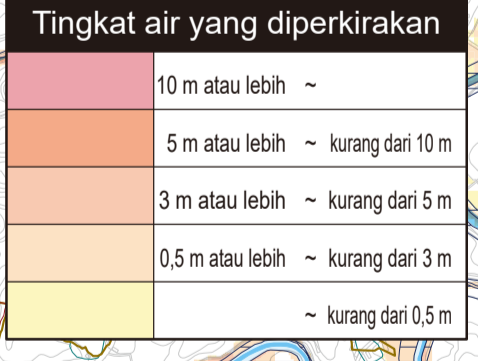 Tingkat air yang diperkirakan
10 m atau lebih ~
5 m atau lebih ~ kurang dari 10 m
3 m atau lebih ~ kurang dari 5 m
0,5 m atau lebih ~ kurang dari 3 m
~ kurang dari 0,5 m